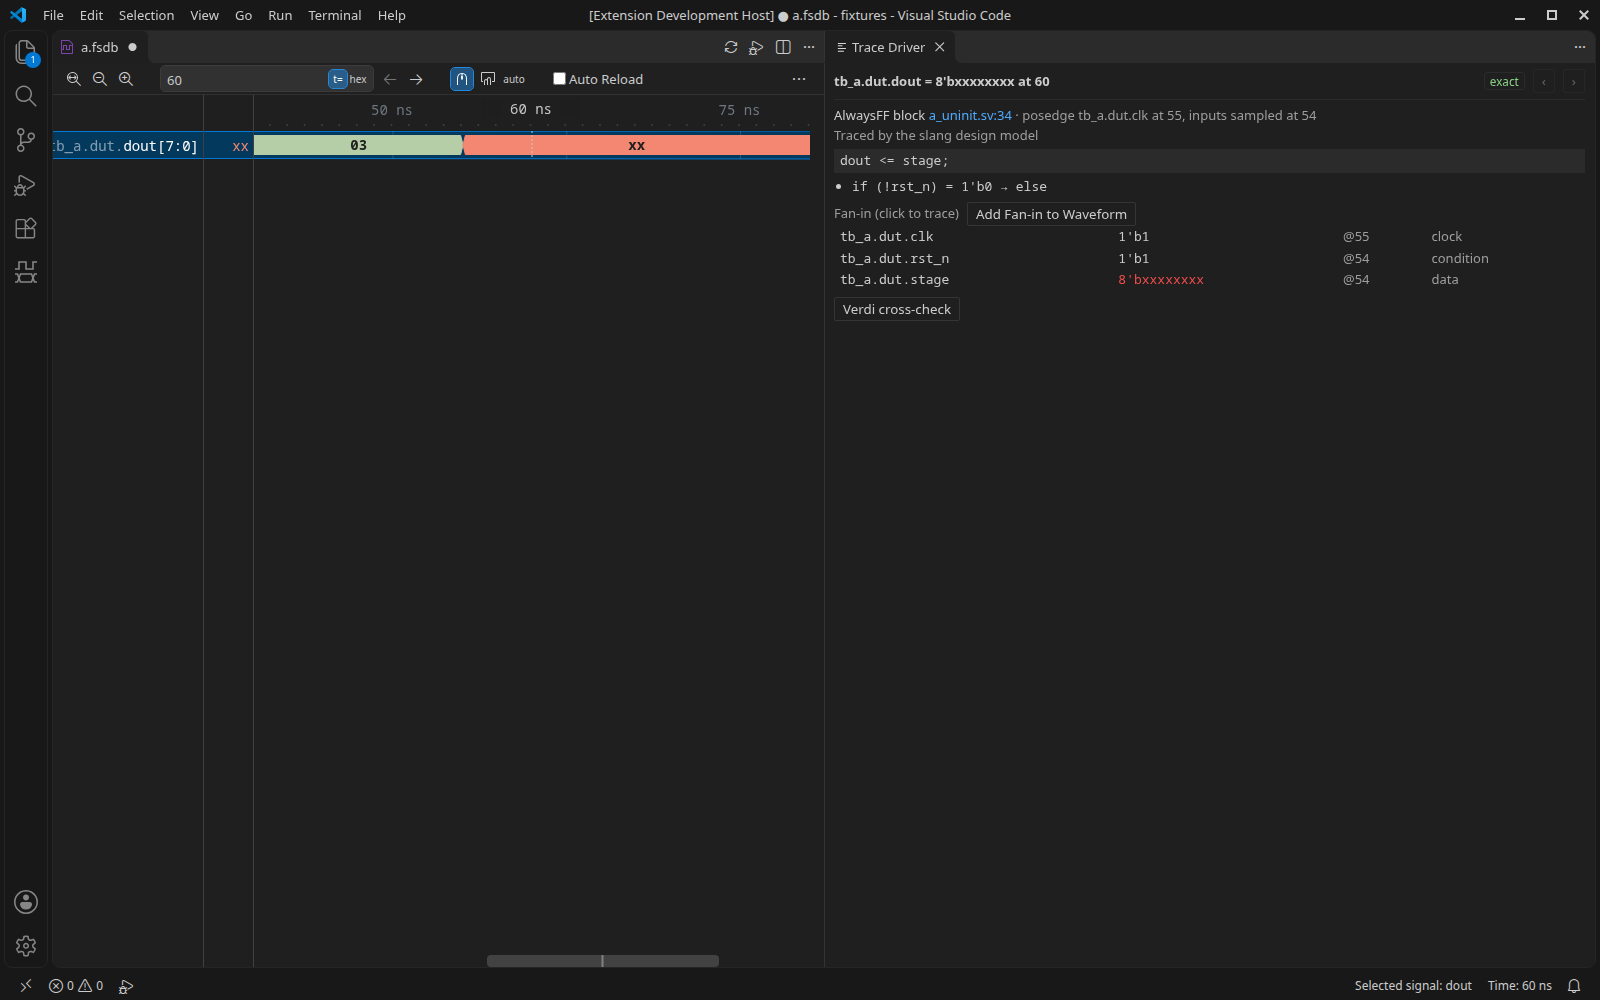 File Edit Selection View Go Run Terminal Help
[Extension Development Host] ● a.fsdb - fixtures - Visual Studio Code
1
a.fsdb ●
Trace Driver
60 t= hex auto Auto Reload
50 ns 60 ns 75 ns
tb_a.dut.dout[7:0] xx 03 xx
tb_a.dut.dout = 8'bxxxxxxxx at 60 exact ‹ ›
AlwaysFF block a_uninit.sv:34 · posedge tb_a.dut.clk at 55, inputs sampled at 54
Traced by the slang design model
dout <= stage;
• if (!rst_n) = 1'b0 → else
Fan-in (click to trace) Add Fan-in to Waveform
tb_a.dut.clk 1'b1 @55 clock
tb_a.dut.rst_n 1'b1 @54 condition
tb_a.dut.stage 8'bxxxxxxxx @54 data
Verdi cross-check
0 0
Selected signal: dout Time: 60 ns